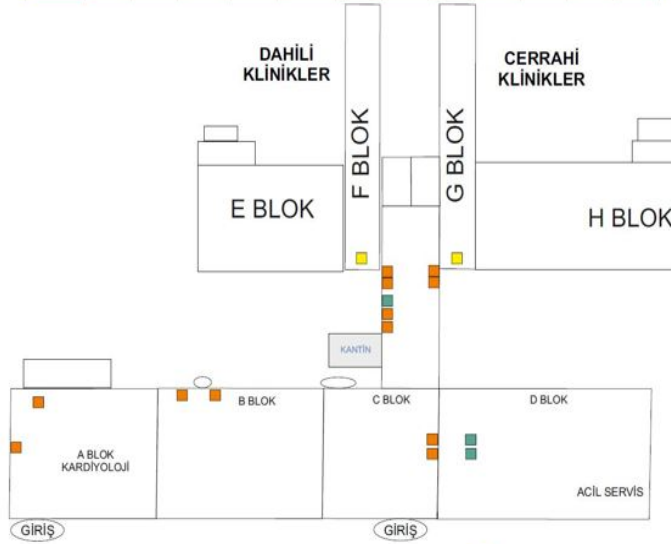 DAHİLİ
KLİNİKLER
CERRAHİ
KLİNİKLER
F BLOK
G BLOK
E BLOK
H BLOK
KANTİN
B BLOK
C BLOK
D BLOK
A BLOK
KARDİYOLOJİ
ACİL SERVİS
GİRİŞ
GİRİŞ